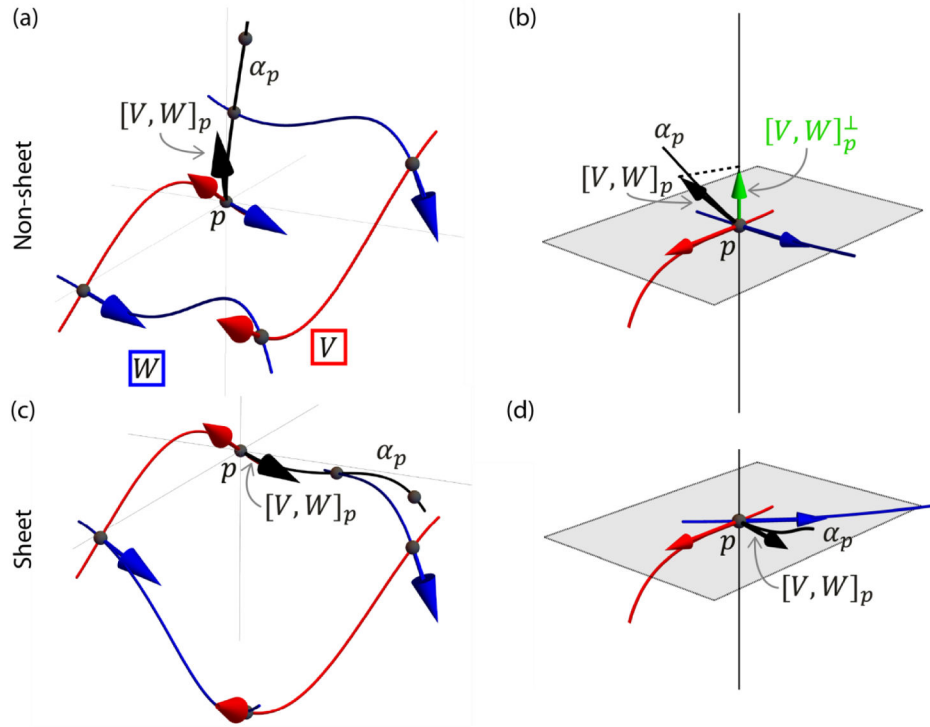 (a)
α_p
[V, W]_p
p
W
V
Non-sheet
(b)
α_p
[V, W]_p^⊥
[V, W]_p
p
(c)
p
α_p
[V, W]_p
Sheet
(d)
p
α_p
[V, W]_p